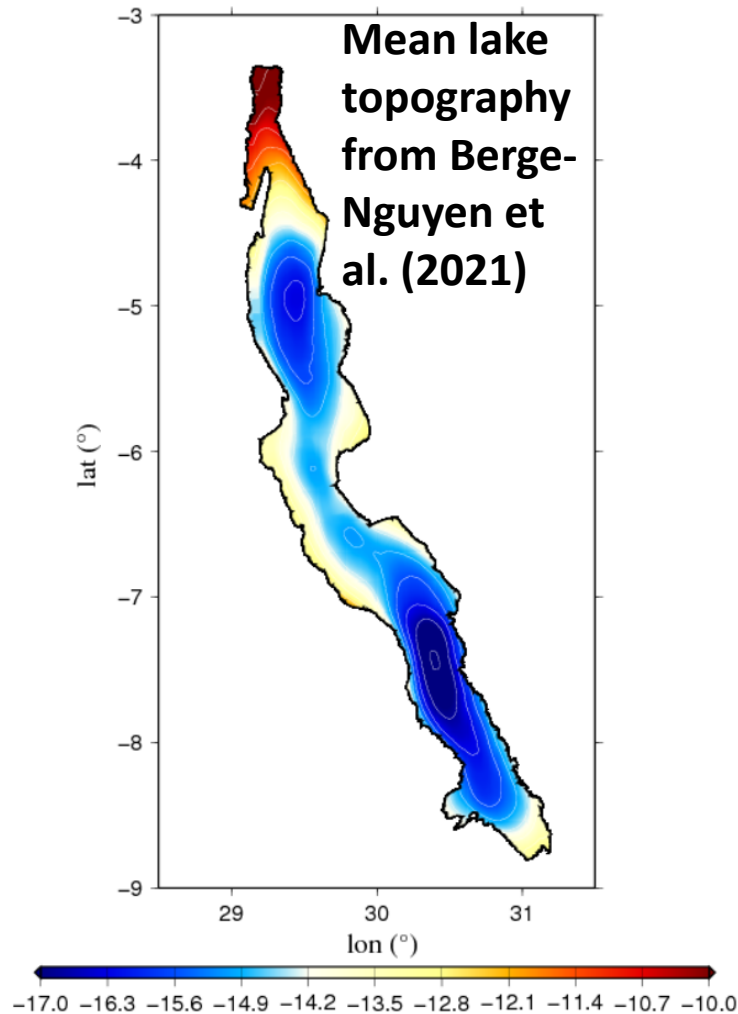 Mean lake
topography
from Berge-
Nguyen et
al. (2021)
−3
−4
−5
−6
−7
−8
−9
lat (°)
29 30 31
lon (°)
−17.0 −16.3 −15.6 −14.9 −14.2 −13.5 −12.8 −12.1 −11.4 −10.7 −10.0